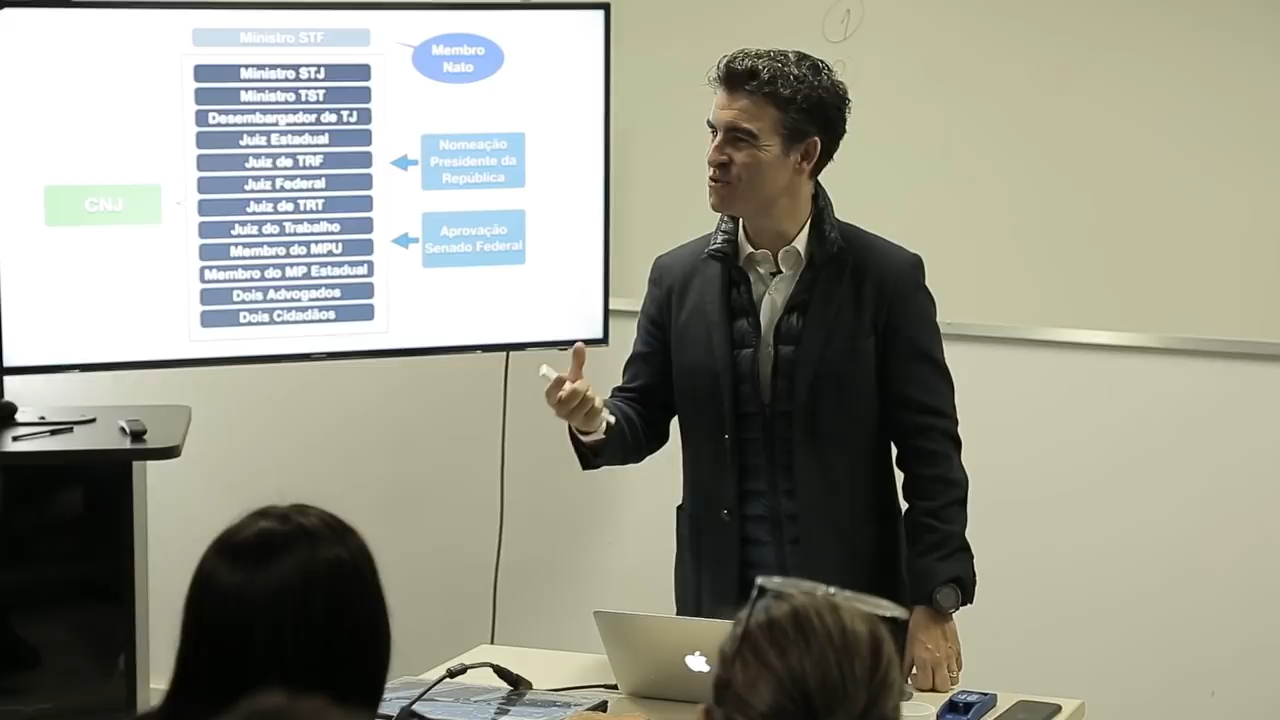 Ministro STF
Membro
Nato
Ministro STJ
Ministro TST
Desembargador de TJ
Juiz Estadual
Juiz de TRF
Juiz Federal
Juiz de TRT
Juiz do Trabalho
Membro do MPU
Membro do MP Estadual
Dois Advogados
Dois Cidadãos
CNJ
Nomeação
Presidente da
República
Aprovação
Senado Federal